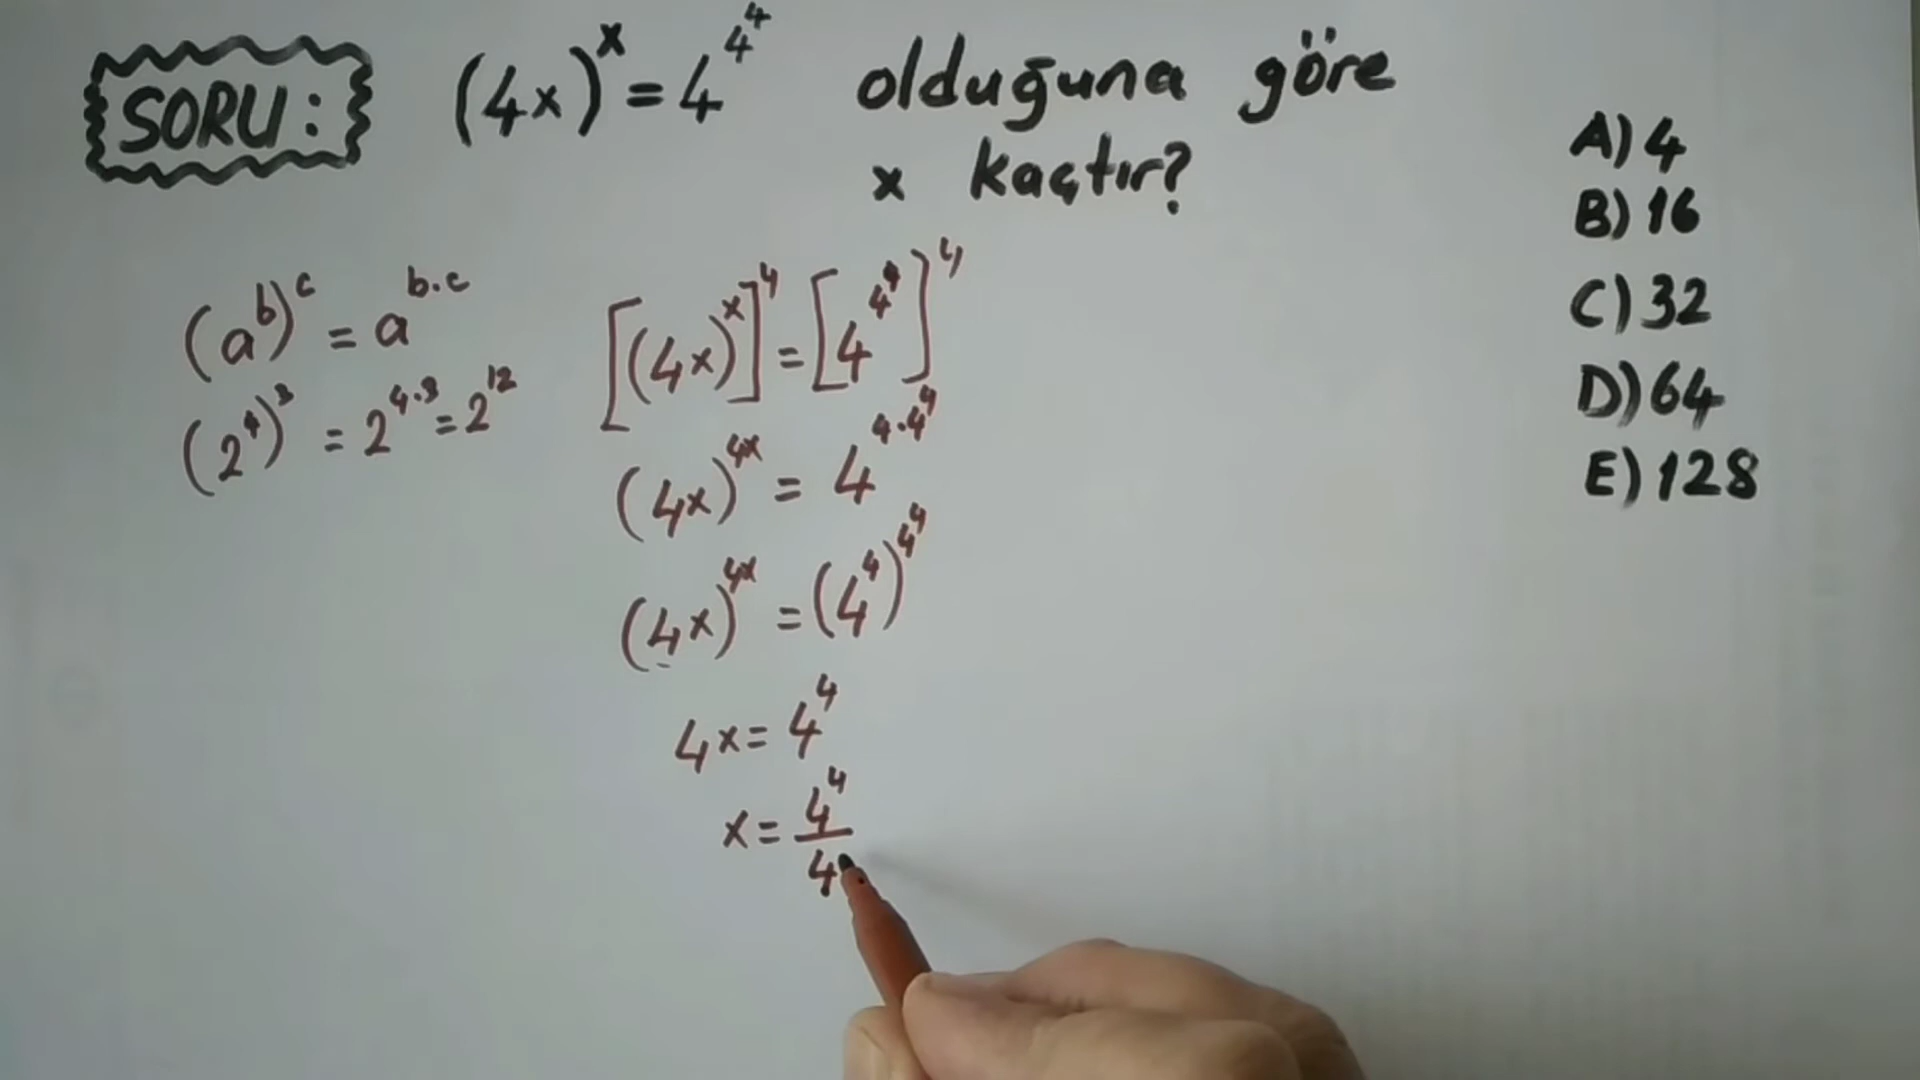 SORU: (4x)^x = 4^4^4 olduğuna göre
x kaçtır?
A) 4
B) 16
C) 32
D) 64
E) 128
(a^b)^c = a^b·c
(2^4)^3 = 2^4·3 = 2^12
[(4x)^x]^4 = [4^4^4]^4
(4x)^4x = 4^4·4^4
(4x)^4x = (4^4)^4^4
4x = 4^4
x = 4^4/4